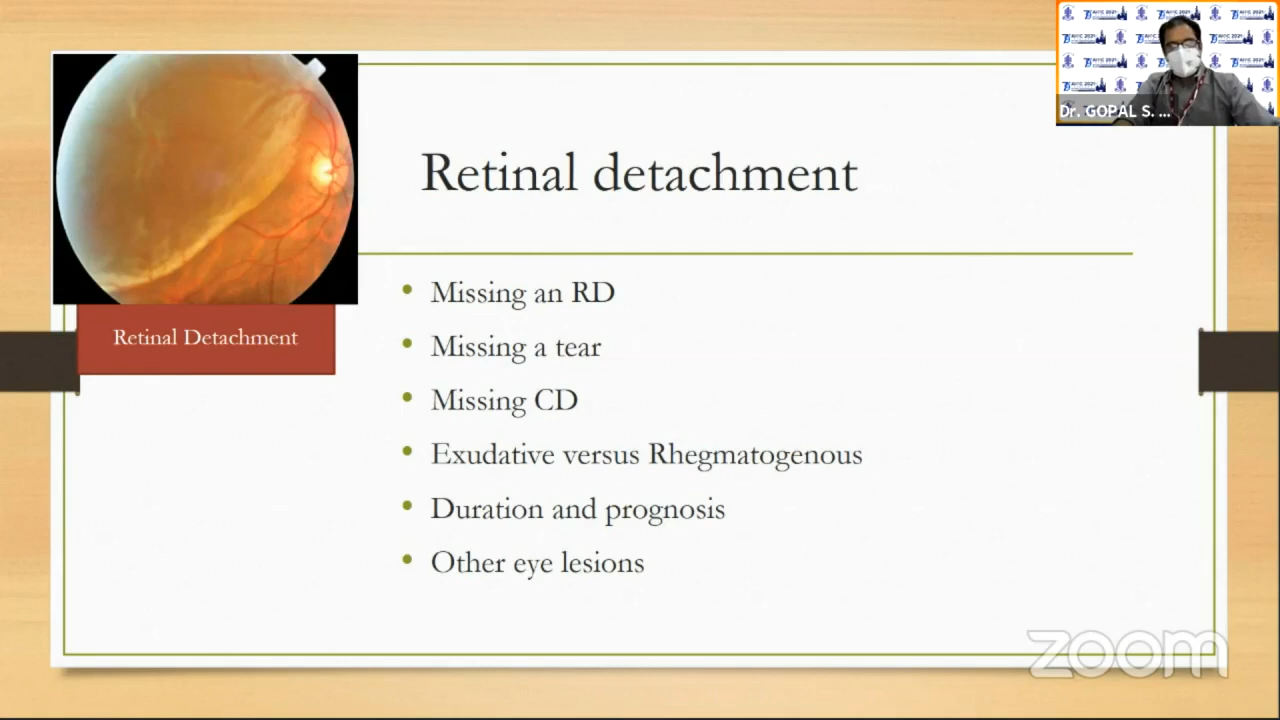 Retinal detachment
Retinal Detachment
Missing an RD
Missing a tear
Missing CD
Exudative versus Rhegmatogenous
Duration and prognosis
Other eye lesions
Dr. GOPAL S. ...
zoom